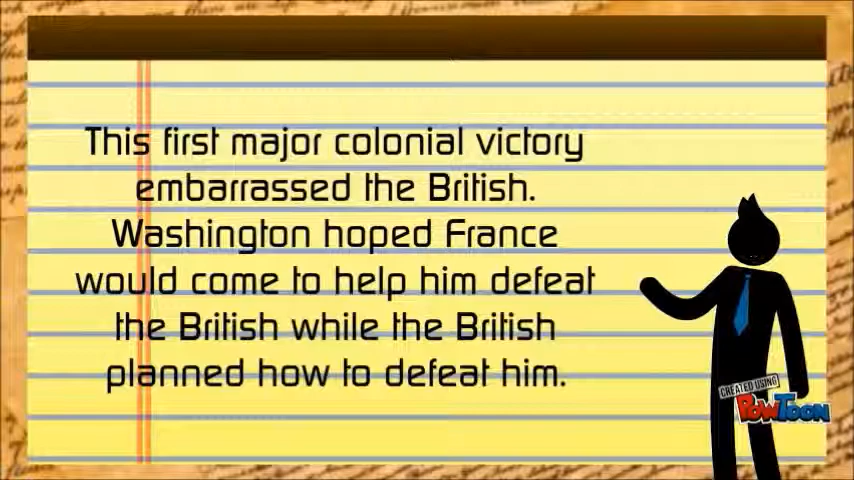 This first major colonial victory
embarrassed the British.
Washington hoped France
would come to help him defeat
the British while the British
planned how to defeat him.
CREATED USING
POWTOON